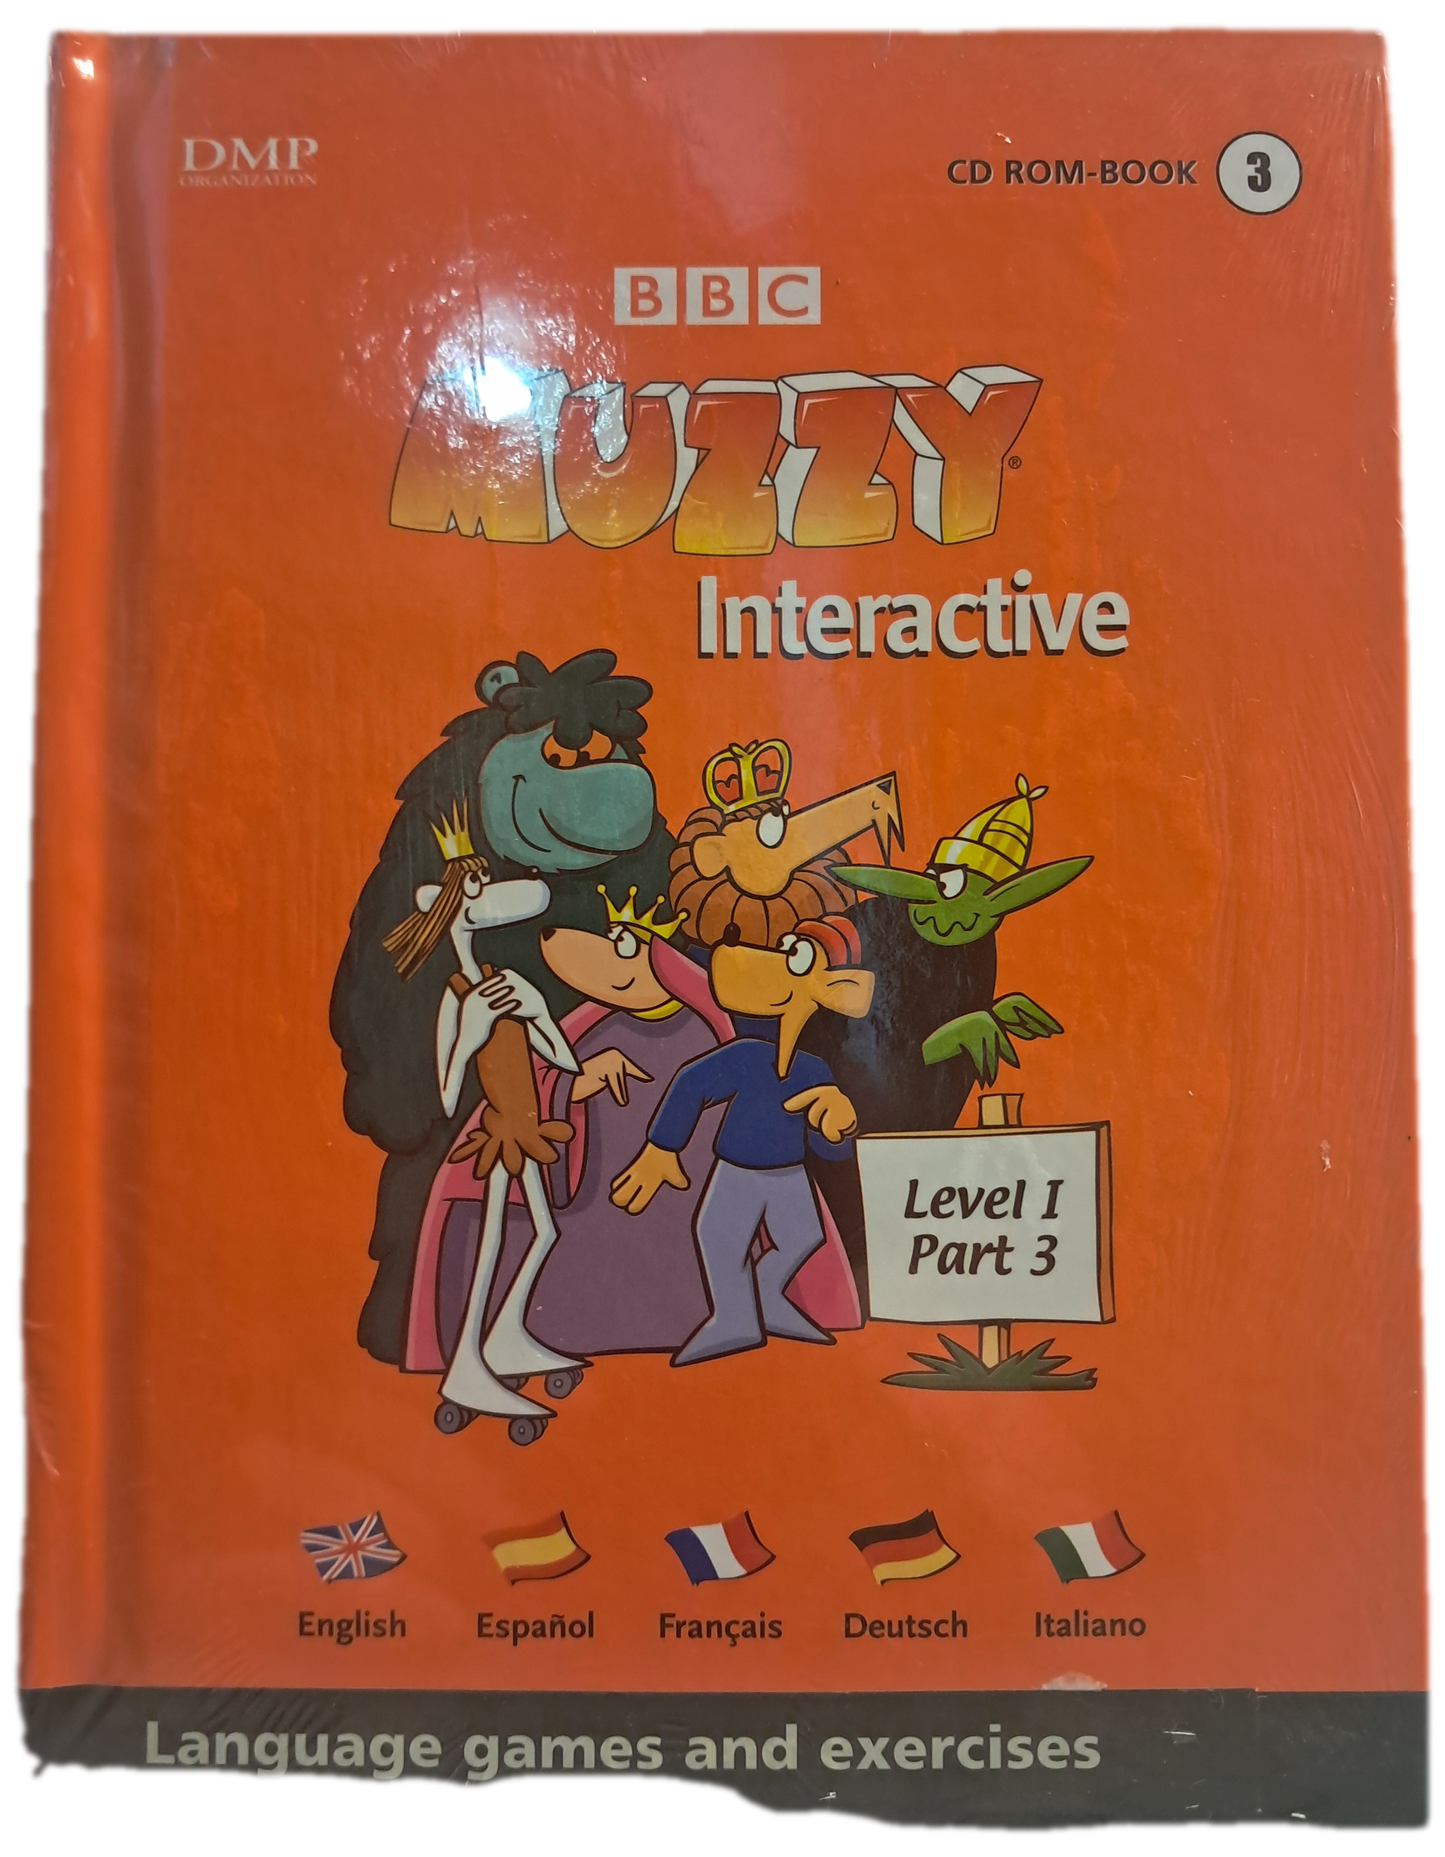 DMP
ORGANIZATION
CD ROM-BOOK 3
BBC
MUZZY®
Interactive
Level I
Part 3
English Español Français Deutsch Italiano
Language games and exercises